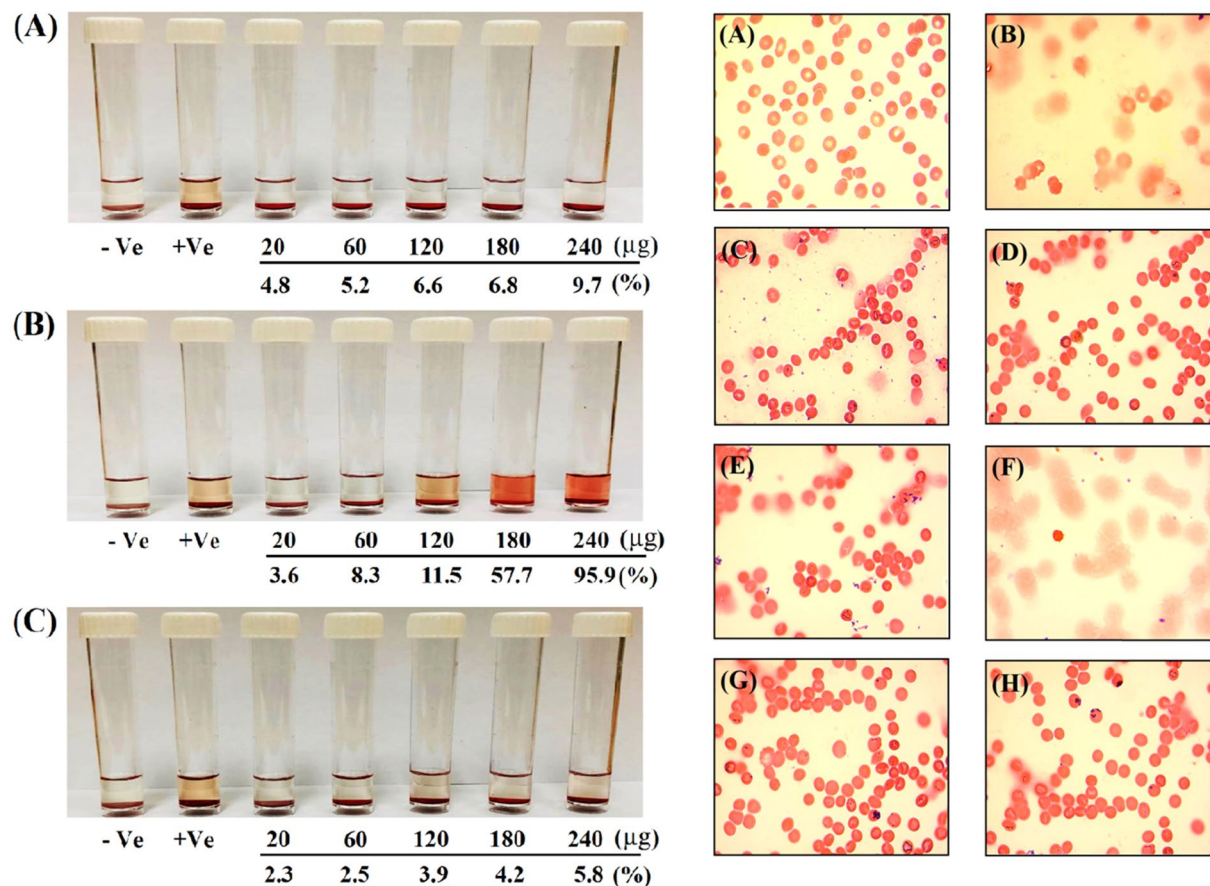 (A)
- Ve +Ve 20 60 120 180 240 (µg)
4.8 5.2 6.6 6.8 9.7 (%)
(B)
- Ve +Ve 20 60 120 180 240 (µg)
3.6 8.3 11.5 57.7 95.9 (%)
(C)
- Ve +Ve 20 60 120 180 240 (µg)
2.3 2.5 3.9 4.2 5.8 (%)
(A) (B)
(C) (D)
(E) (F)
(G) (H)